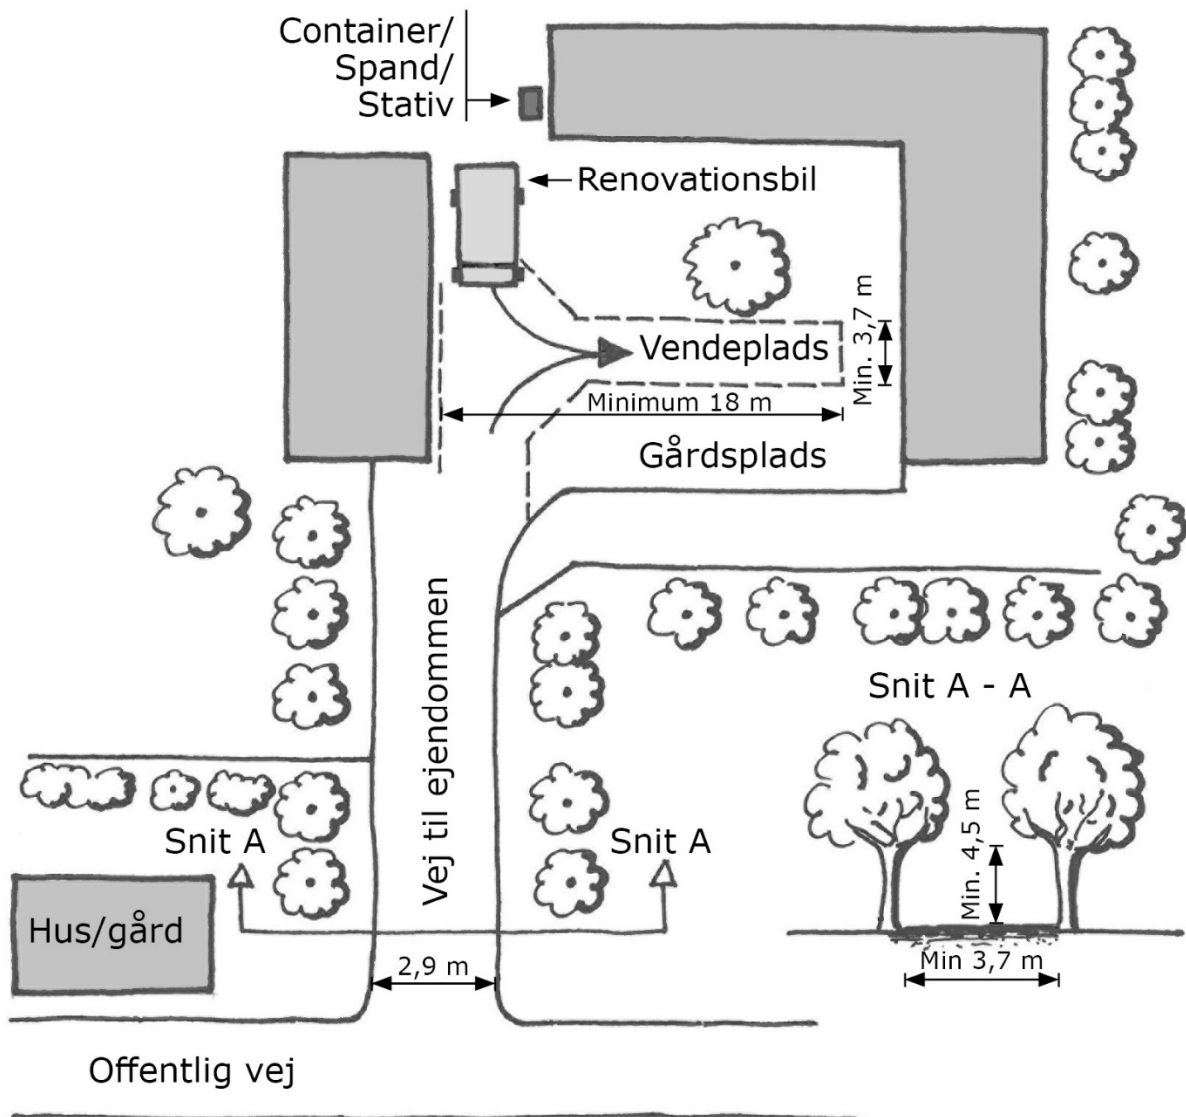 Container/
Spand/
Stativ
Renovationsbil
Vendeplads
Min. 3,7 m
Minimum 18 m
Gårdsplads
Vej til ejendommen
Snit A - A
Snit A
Snit A
Min. 4,5 m
Hus/gård
2,9 m
Min 3,7 m
Offentlig vej